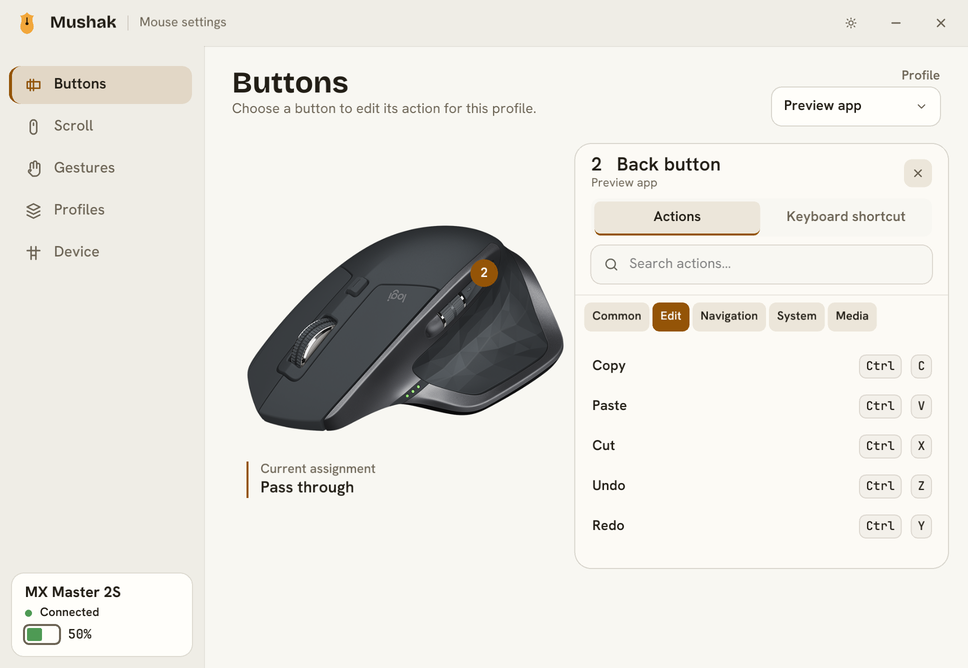 Mushak
Mouse settings
Buttons
Scroll
Gestures
Profiles
Device
MX Master 2S
Connected
50%
Buttons
Choose a button to edit its action for this profile.
Profile
Preview app
logi
2
Current assignment
Pass through
2 Back button
Preview app
Actions
Keyboard shortcut
Search actions...
Common Edit Navigation System Media
Copy Ctrl C
Paste Ctrl V
Cut Ctrl X
Undo Ctrl Z
Redo Ctrl Y